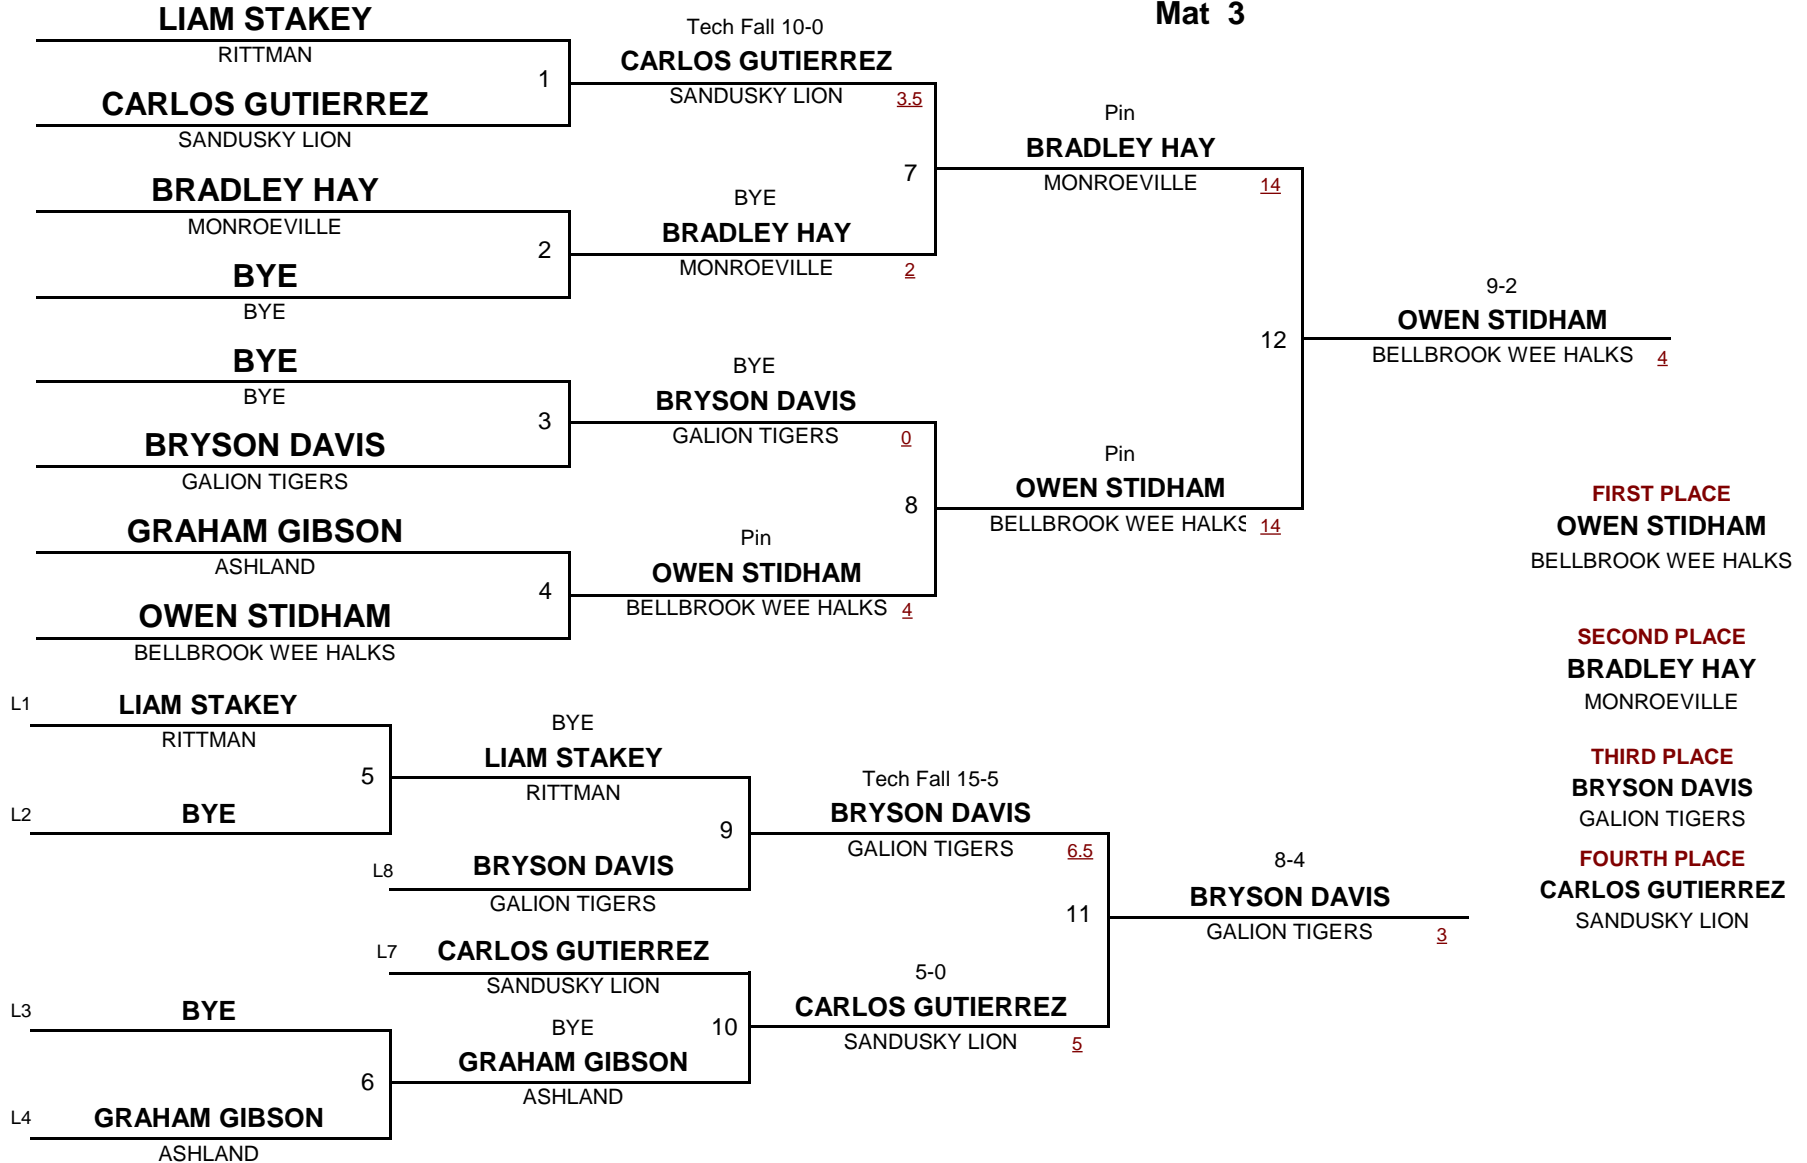 Mat 3
LIAM STAKEY
RITTMAN
1
CARLOS GUTIERREZ
SANDUSKY LION
BRADLEY HAY
MONROEVILLE
2
BYE
BYE
BYE
BYE
3
BRYSON DAVIS
GALION TIGERS
GRAHAM GIBSON
ASHLAND
4
OWEN STIDHAM
BELLBROOK WEE HALKS
Tech Fall 10-0
CARLOS GUTIERREZ
SANDUSKY LION 3.5
7
BYE
BRADLEY HAY
MONROEVILLE 2
BYE
BRYSON DAVIS
GALION TIGERS 0
8
Pin
OWEN STIDHAM
BELLBROOK WEE HALKS 4
Pin
BRADLEY HAY
MONROEVILLE 14
12
Pin
OWEN STIDHAM
BELLBROOK WEE HALKS 14
9-2
OWEN STIDHAM
BELLBROOK WEE HALKS 4
FIRST PLACE
OWEN STIDHAM
BELLBROOK WEE HALKS
SECOND PLACE
BRADLEY HAY
MONROEVILLE
THIRD PLACE
BRYSON DAVIS
GALION TIGERS
FOURTH PLACE
CARLOS GUTIERREZ
SANDUSKY LION
L1 LIAM STAKEY
RITTMAN
5
L2 BYE
L3 BYE
6
L4 GRAHAM GIBSON
ASHLAND
BYE
LIAM STAKEY
RITTMAN
9
L8 BRYSON DAVIS
GALION TIGERS
L7 CARLOS GUTIERREZ
SANDUSKY LION
10
BYE
GRAHAM GIBSON
ASHLAND
Tech Fall 15-5
BRYSON DAVIS
GALION TIGERS 6.5
11
5-0
CARLOS GUTIERREZ
SANDUSKY LION 5
8-4
BRYSON DAVIS
GALION TIGERS 3